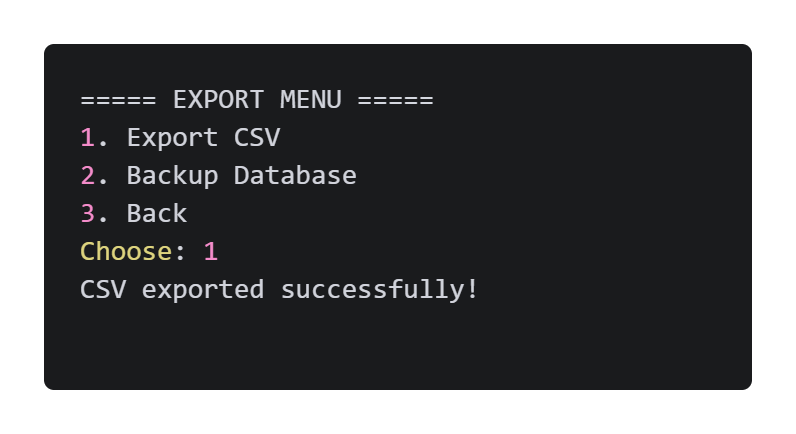 ===== EXPORT MENU =====
1. Export CSV
2. Backup Database
3. Back
Choose: 1
CSV exported successfully!